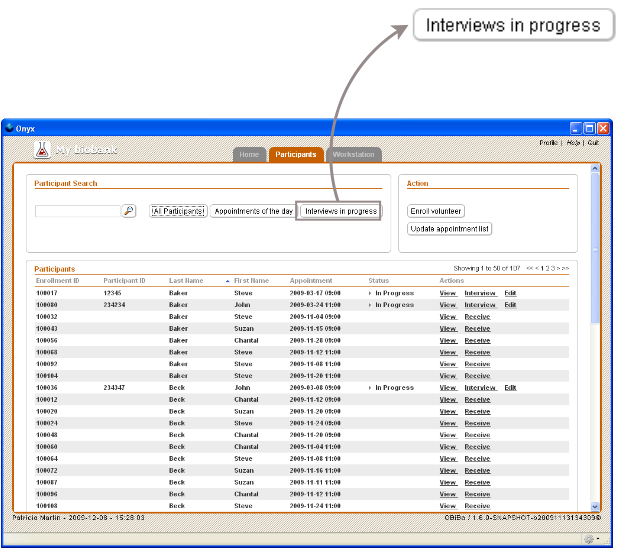 Interviews in progress
Onyx
My biobank
Profile | Help | Quit
Home Participants Workstation
Participant Search Action
All Participants Appointments of the day Interviews in progress Enroll volunteer
Update appointment list
Participants Showing 1 to 50 of 107 << < 1 2 3 > >>
Enrollment ID Participant ID Last Name First Name Appointment Status Actions
100017 12345 Baker Steve 2009-03-17 09:00 In Progress View Interview Edit
100080 234234 Baker John 2009-03-24 11:00 In Progress View Interview Edit
100032 Baker Steve 2009-11-04 09:00 View Receive
100043 Baker Suzan 2009-11-15 09:00 View Receive
100056 Baker Chantal 2009-11-28 09:00 View Receive
100068 Baker Steve 2009-11-12 11:00 View Receive
100092 Baker Steve 2009-11-08 11:00 View Receive
100104 Baker Steve 2009-11-20 11:00 View Receive
100036 234347 Beck John 2009-03-08 09:00 In Progress View Interview Edit
100012 Beck Chantal 2009-11-12 09:00 View Receive
100020 Beck Suzan 2009-11-20 09:00 View Receive
100024 Beck Steve 2009-11-24 09:00 View Receive
100048 Beck Chantal 2009-11-20 09:00 View Receive
100060 Beck Chantal 2009-11-04 11:00 View Receive
100064 Beck Steve 2009-11-08 11:00 View Receive
100072 Beck Suzan 2009-11-16 11:00 View Receive
100087 Beck Suzan 2009-11-11 11:00 View Receive
100096 Beck Chantal 2009-11-12 11:00 View Receive
100108 Beck Steve 2009-11-24 11:00 View Receive
Patricio Martin - 2009-12-08 - 15:28:03 OBiBa / 1.6.0-SNAPSHOT-b20091113134309©